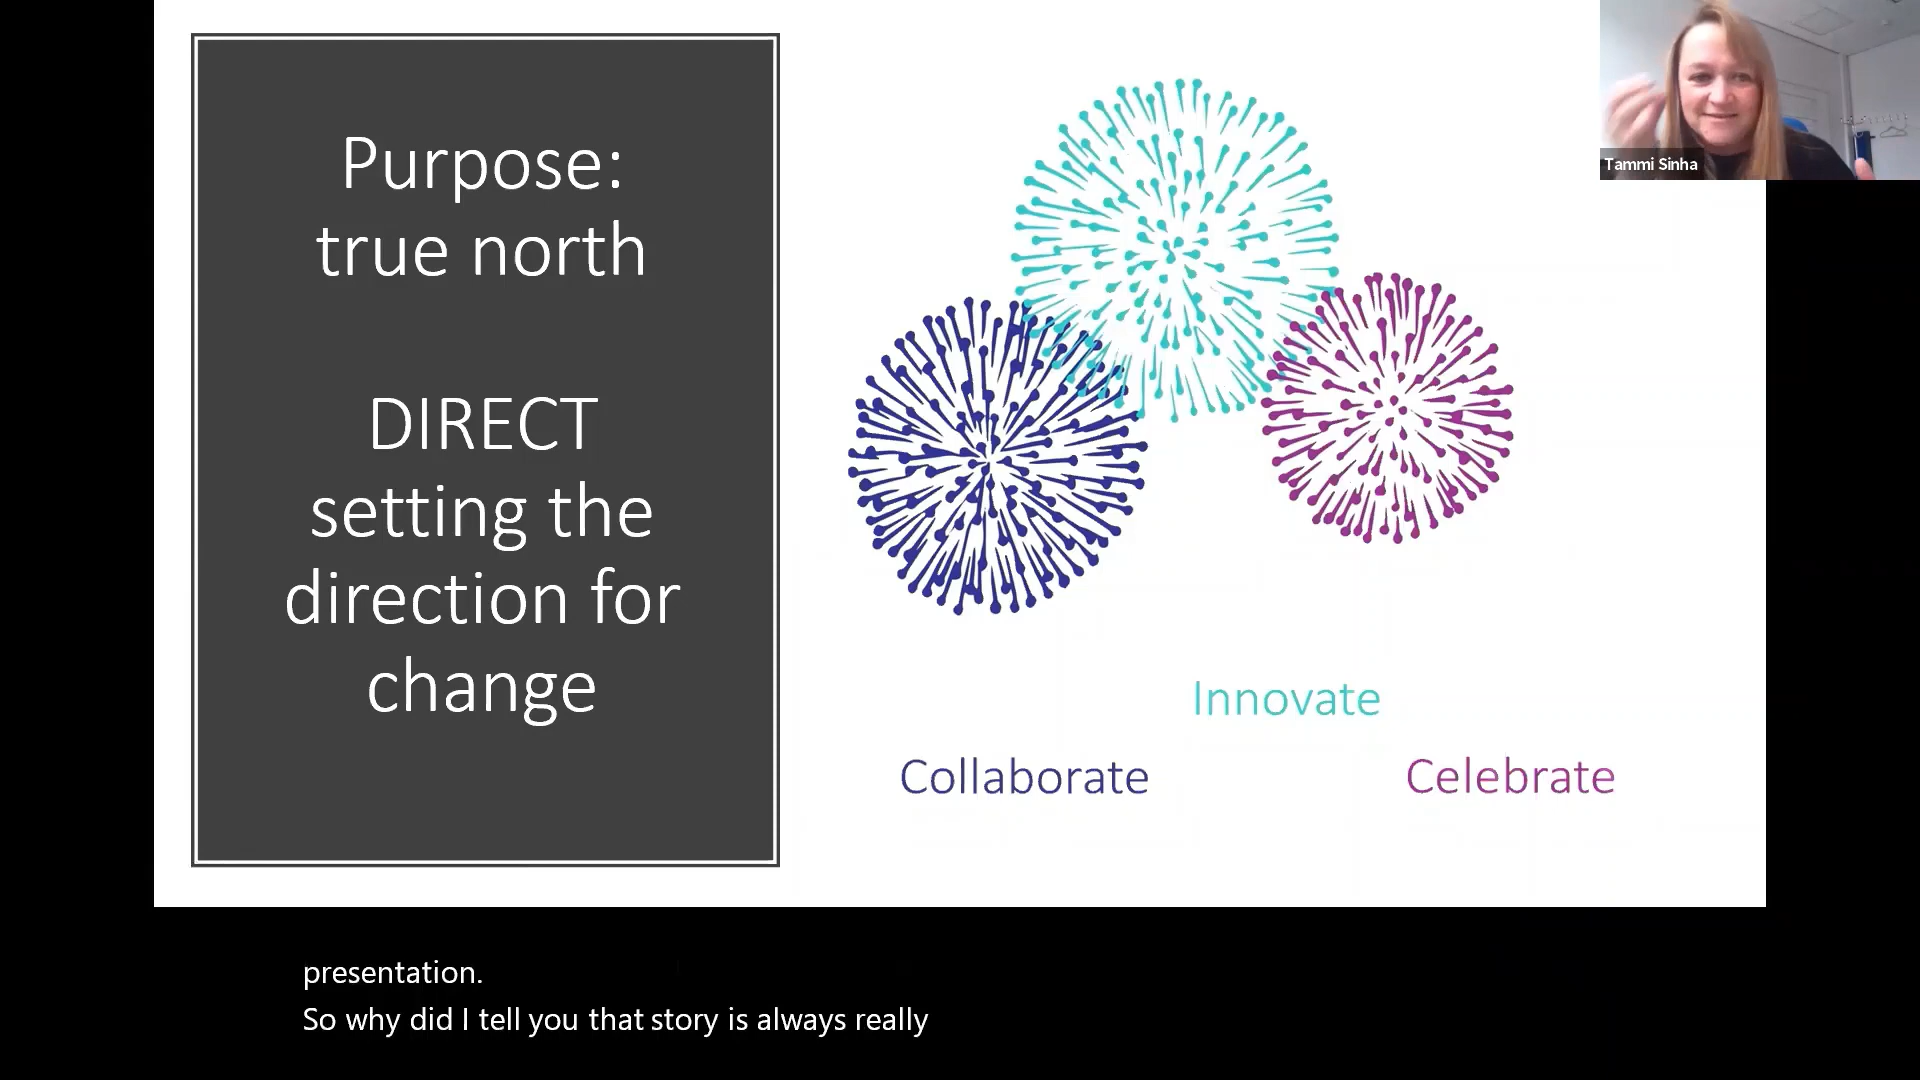 Purpose:
true north
DIRECT
setting the
direction for
change
Innovate
Collaborate
Celebrate
Tammi Sinha
presentation.
So why did I tell you that story is always really